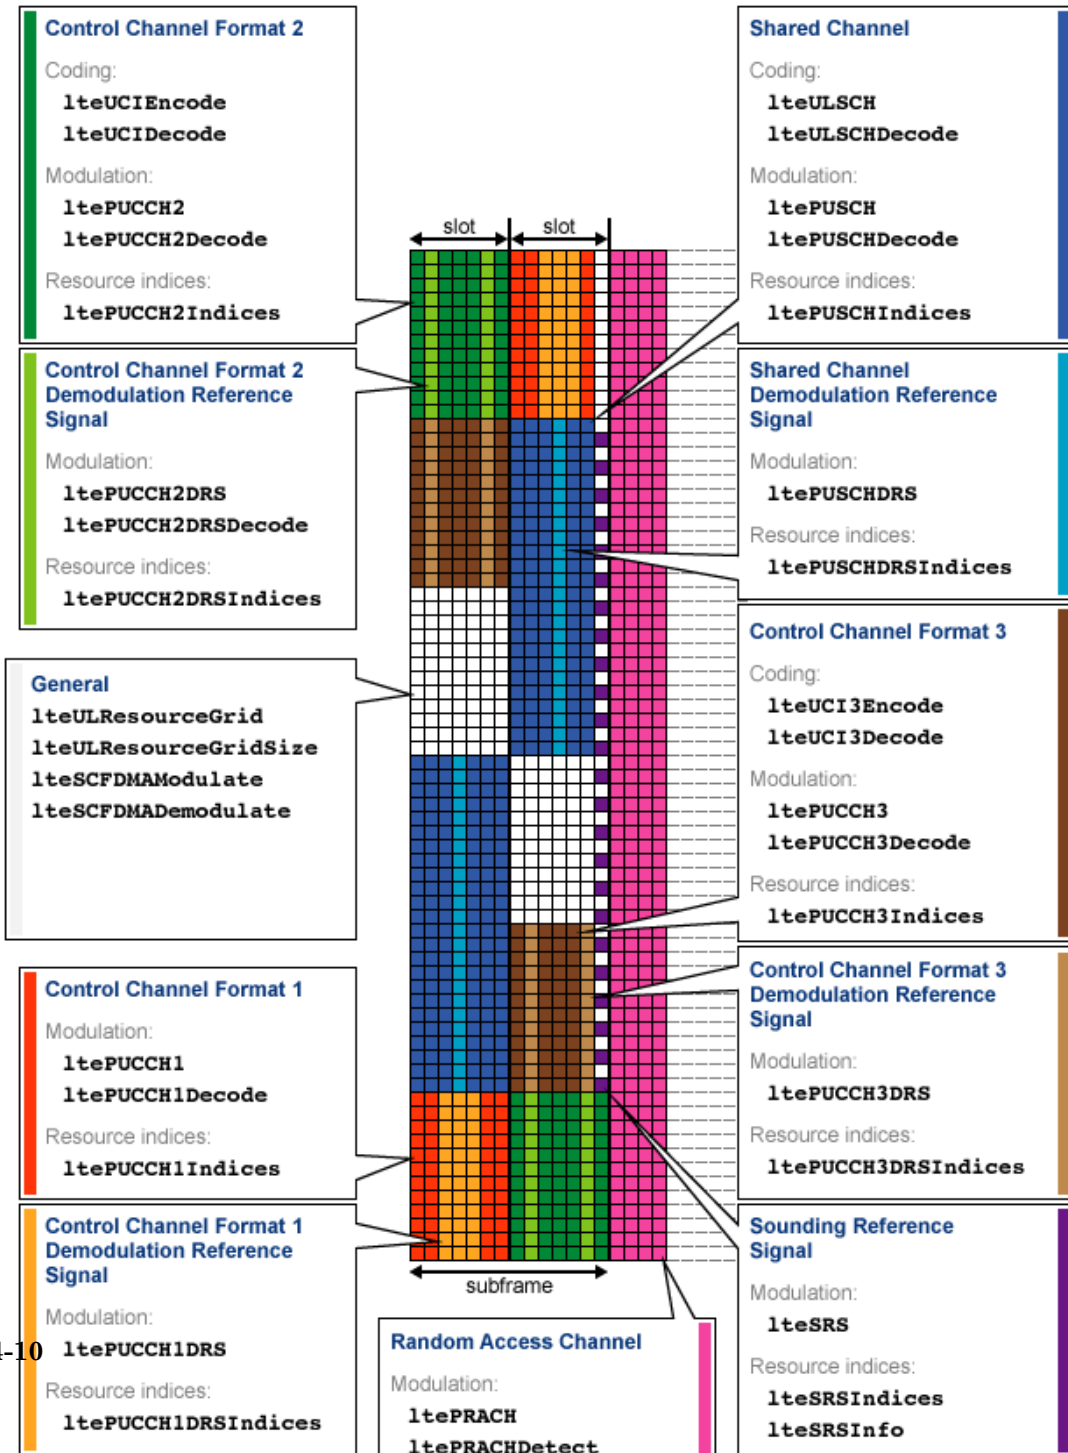 Control Channel Format 2
Coding:
lteUCIEncode
lteUCIDecode
Modulation:
ltePUCCH2
ltePUCCH2Decode
Resource indices:
ltePUCCH2Indices
Control Channel Format 2
Demodulation Reference
Signal
Modulation:
ltePUCCH2DRS
ltePUCCH2DRSDecode
Resource indices:
ltePUCCH2DRSIndices
General
lteULResourceGrid
lteULResourceGridSize
lteSCFDMAModulate
lteSCFDMADemodulate
Control Channel Format 1
Modulation:
ltePUCCH1
ltePUCCH1Decode
Resource indices:
ltePUCCH1Indices
Control Channel Format 1
Demodulation Reference
Signal
Modulation:
ltePUCCH1DRS
Resource indices:
ltePUCCH1DRSIndices
-10
slot slot
subframe
Random Access Channel
Modulation:
ltePRACH
ltePRACHDetect
Shared Channel
Coding:
lteULSCH
lteULSCHDecode
Modulation:
ltePUSCH
ltePUSCHDecode
Resource indices:
ltePUSCHIndices
Shared Channel
Demodulation Reference
Signal
Modulation:
ltePUSCHDRS
Resource indices:
ltePUSCHDRSIndices
Control Channel Format 3
Coding:
lteUCI3Encode
lteUCI3Decode
Modulation:
ltePUCCH3
ltePUCCH3Decode
Resource indices:
ltePUCCH3Indices
Control Channel Format 3
Demodulation Reference
Signal
Modulation:
ltePUCCH3DRS
Resource indices:
ltePUCCH3DRSIndices
Sounding Reference
Signal
Modulation:
lteSRS
Resource indices:
lteSRSIndices
lteSRSInfo